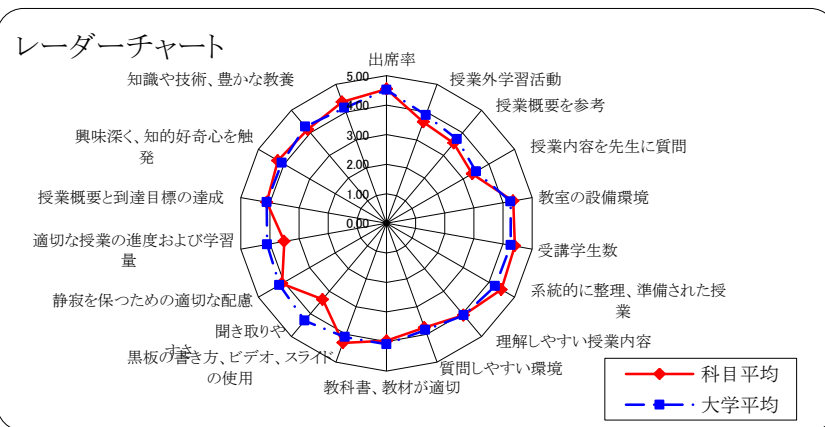 レーダーチャート
出席率
授業外学習活動
授業概要を参考
授業内容を先生に質問
教室の設備環境
受講学生数
系統的に整理、準備された授
業
理解しやすい授業内容
質問しやすい環境
教科書、教材が適切
黒板の書き方、ビデオ、スライド
の使用
聞き取りや
すさ
静寂を保つための適切な配慮
適切な授業の進度および学習
量
授業概要と到達目標の達成
興味深く、知的好奇心を触
発
知識や技術、豊かな教養
5.00
4.00
3.00
2.00
1.00
0.00
科目平均
大学平均